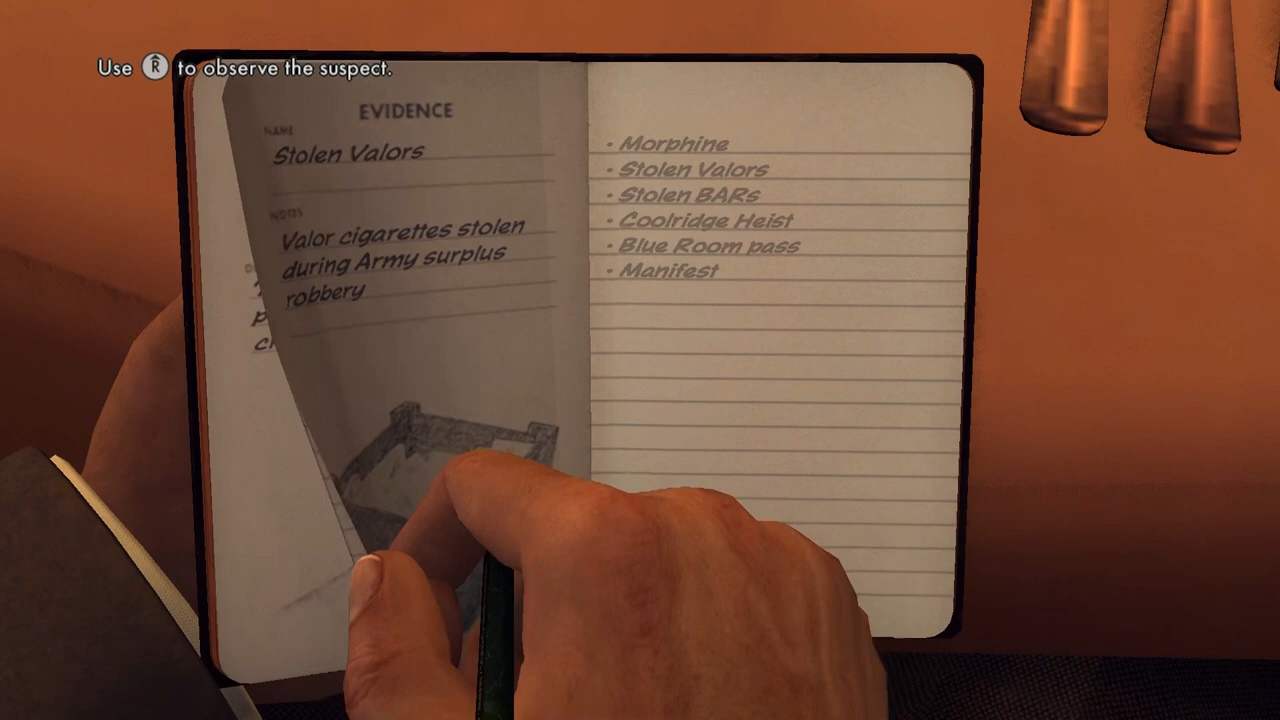 Use R to observe the suspect.
EVIDENCE
NAME
Stolen Valors
NOTES
Valor cigarettes stolen
during Army surplus
robbery
• Morphine
• Stolen Valors
• Stolen BARs
• Coolridge Heist
• Blue Room pass
• Manifest